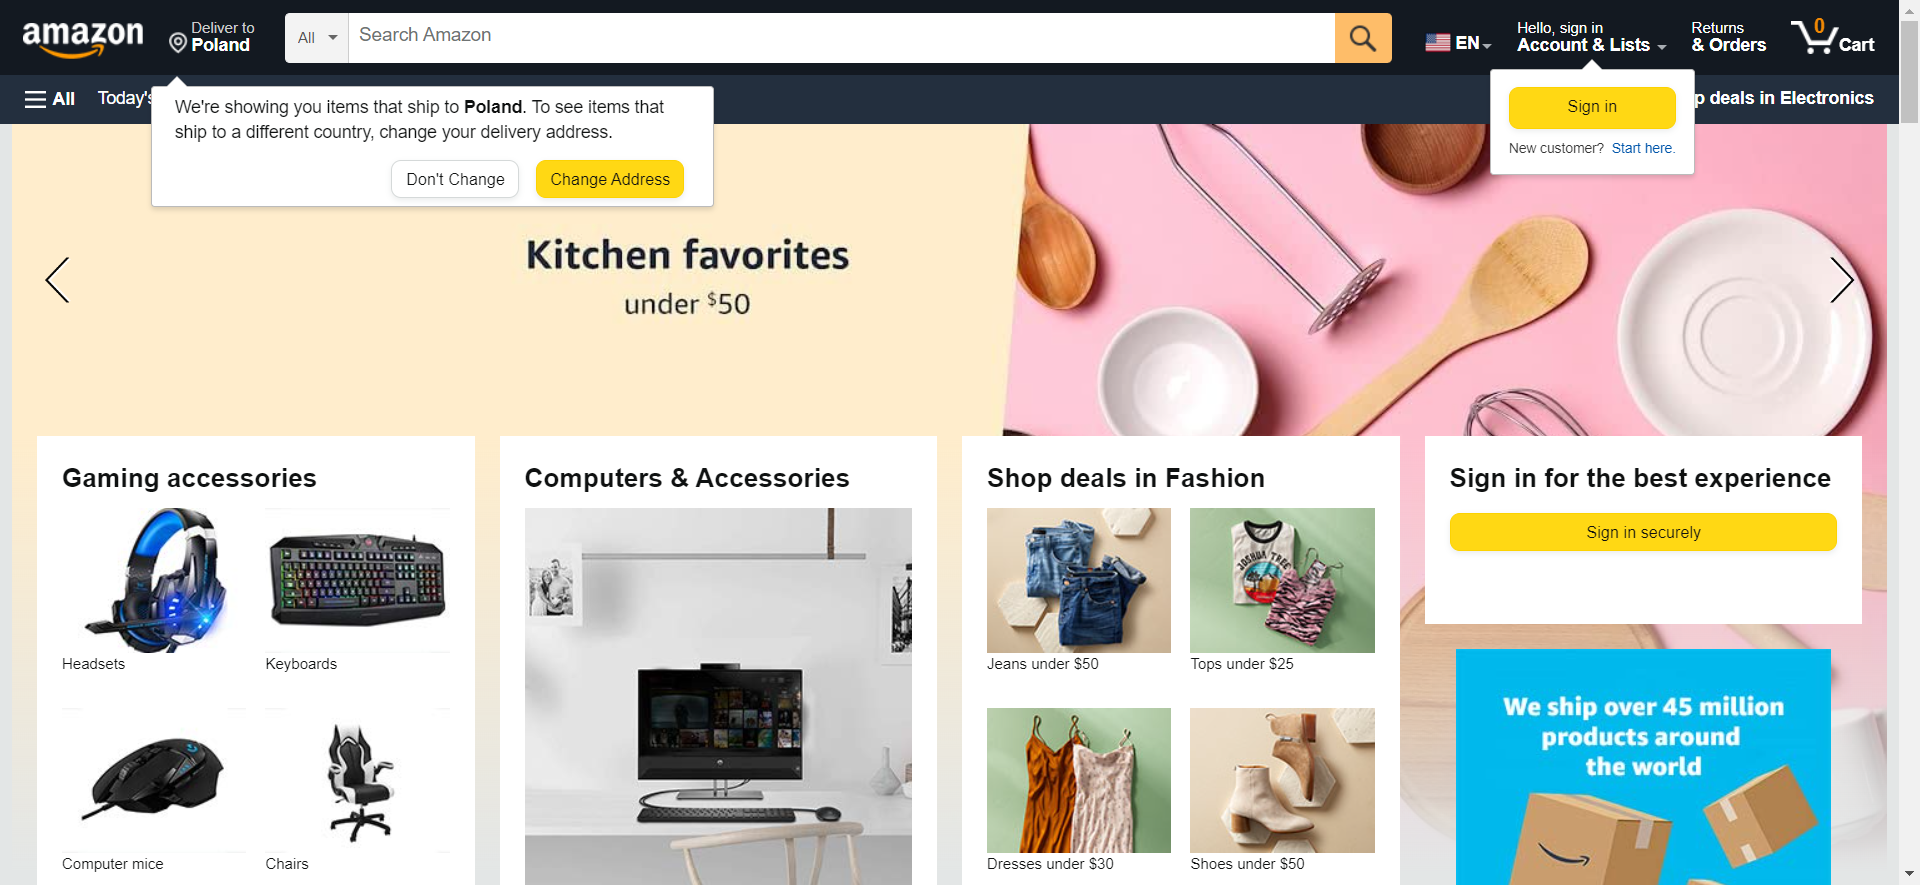 amazon
Deliver to
Poland
All
Search Amazon
EN
Hello, sign in
Account & Lists
Returns
& Orders
0
Cart
All
Today's
p deals in Electronics
We're showing you items that ship to Poland. To see items that
ship to a different country, change your delivery address.
Don't Change
Change Address
Sign in
New customer? Start here.
Kitchen favorites
under $50
Gaming accessories
Headsets
Keyboards
Computer mice
Chairs
Computers & Accessories
Shop deals in Fashion
JOSHUA TREE
Jeans under $50
Tops under $25
Dresses under $30
Shoes under $50
Sign in for the best experience
Sign in securely
We ship over 45 million
products around
the world